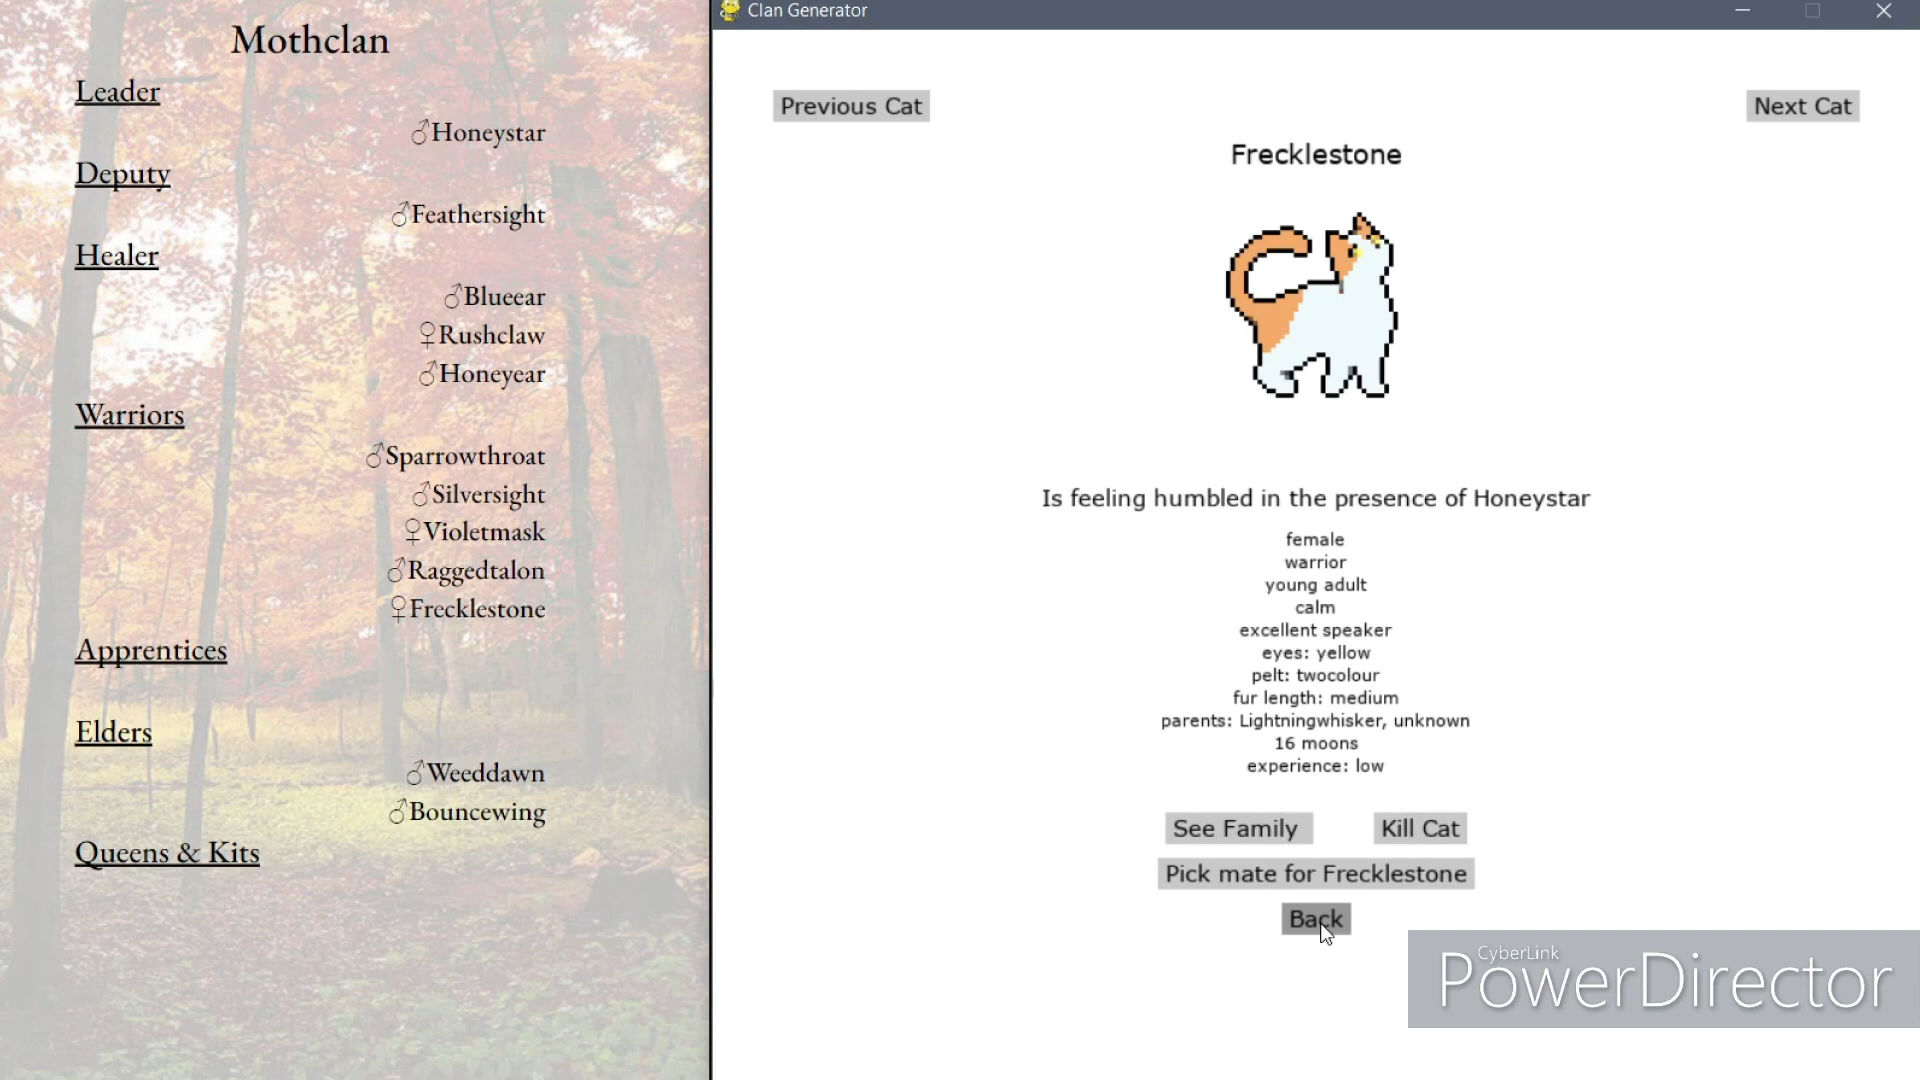 Mothclan
Leader
♂Honeystar
Deputy
♂Feathersight
Healer
♂Blueear
♀Rushclaw
♂Honeyear
Warriors
♂Sparrowthroat
♂Silversight
♀Violetmask
♂Raggedtalon
♀Frecklestone
Apprentices
Elders
♂Weeddawn
♂Bouncewing
Queens & Kits
Clan Generator
Previous Cat
Next Cat
Frecklestone
Is feeling humbled in the presence of Honeystar
female
warrior
young adult
calm
excellent speaker
eyes: yellow
pelt: twocolour
fur length: medium
parents: Lightningwhisker, unknown
16 moons
experience: low
See Family
Kill Cat
Pick mate for Frecklestone
Back
CyberLink
PowerDirector